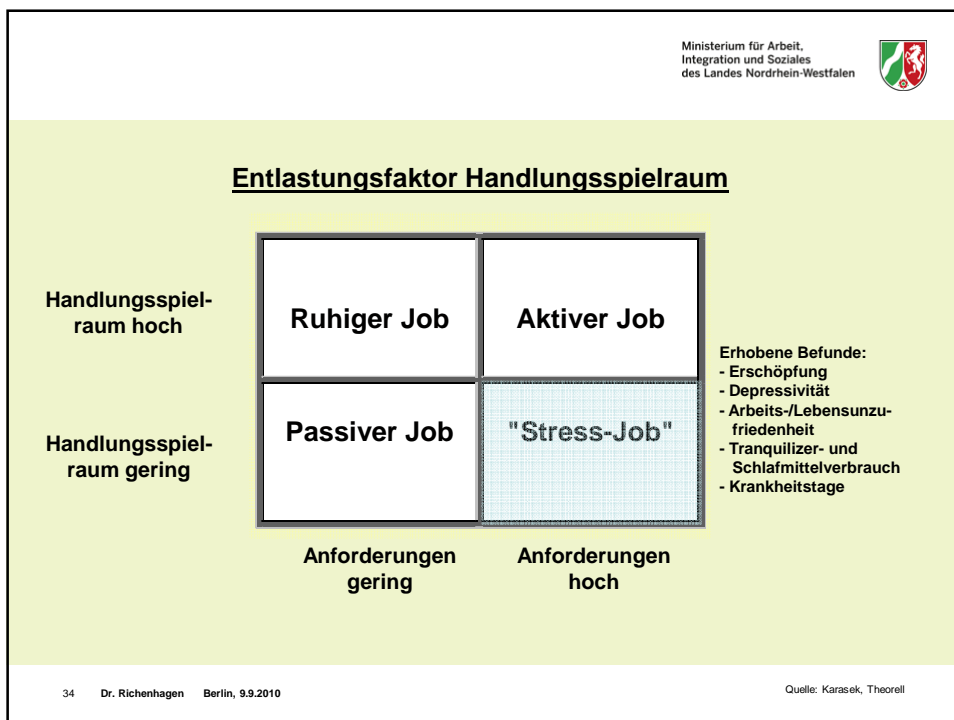 Ministerium für Arbeit,
Integration und Soziales
des Landes Nordrhein-Westfalen
Entlastungsfaktor Handlungsspielraum
Handlungsspiel-
raum hoch
Ruhiger Job
Aktiver Job
Handlungsspiel-
raum gering
Passiver Job
"Stress-Job"
Erhobene Befunde:
- Erschöpfung
- Depressivität
- Arbeits-/Lebensunzu-
friedenheit
- Tranquilizer- und
Schlafmittelverbrauch
- Krankheitstage
Anforderungen
gering
Anforderungen
hoch
34 Dr. Richenhagen Berlin, 9.9.2010
Quelle: Karasek, Theorell